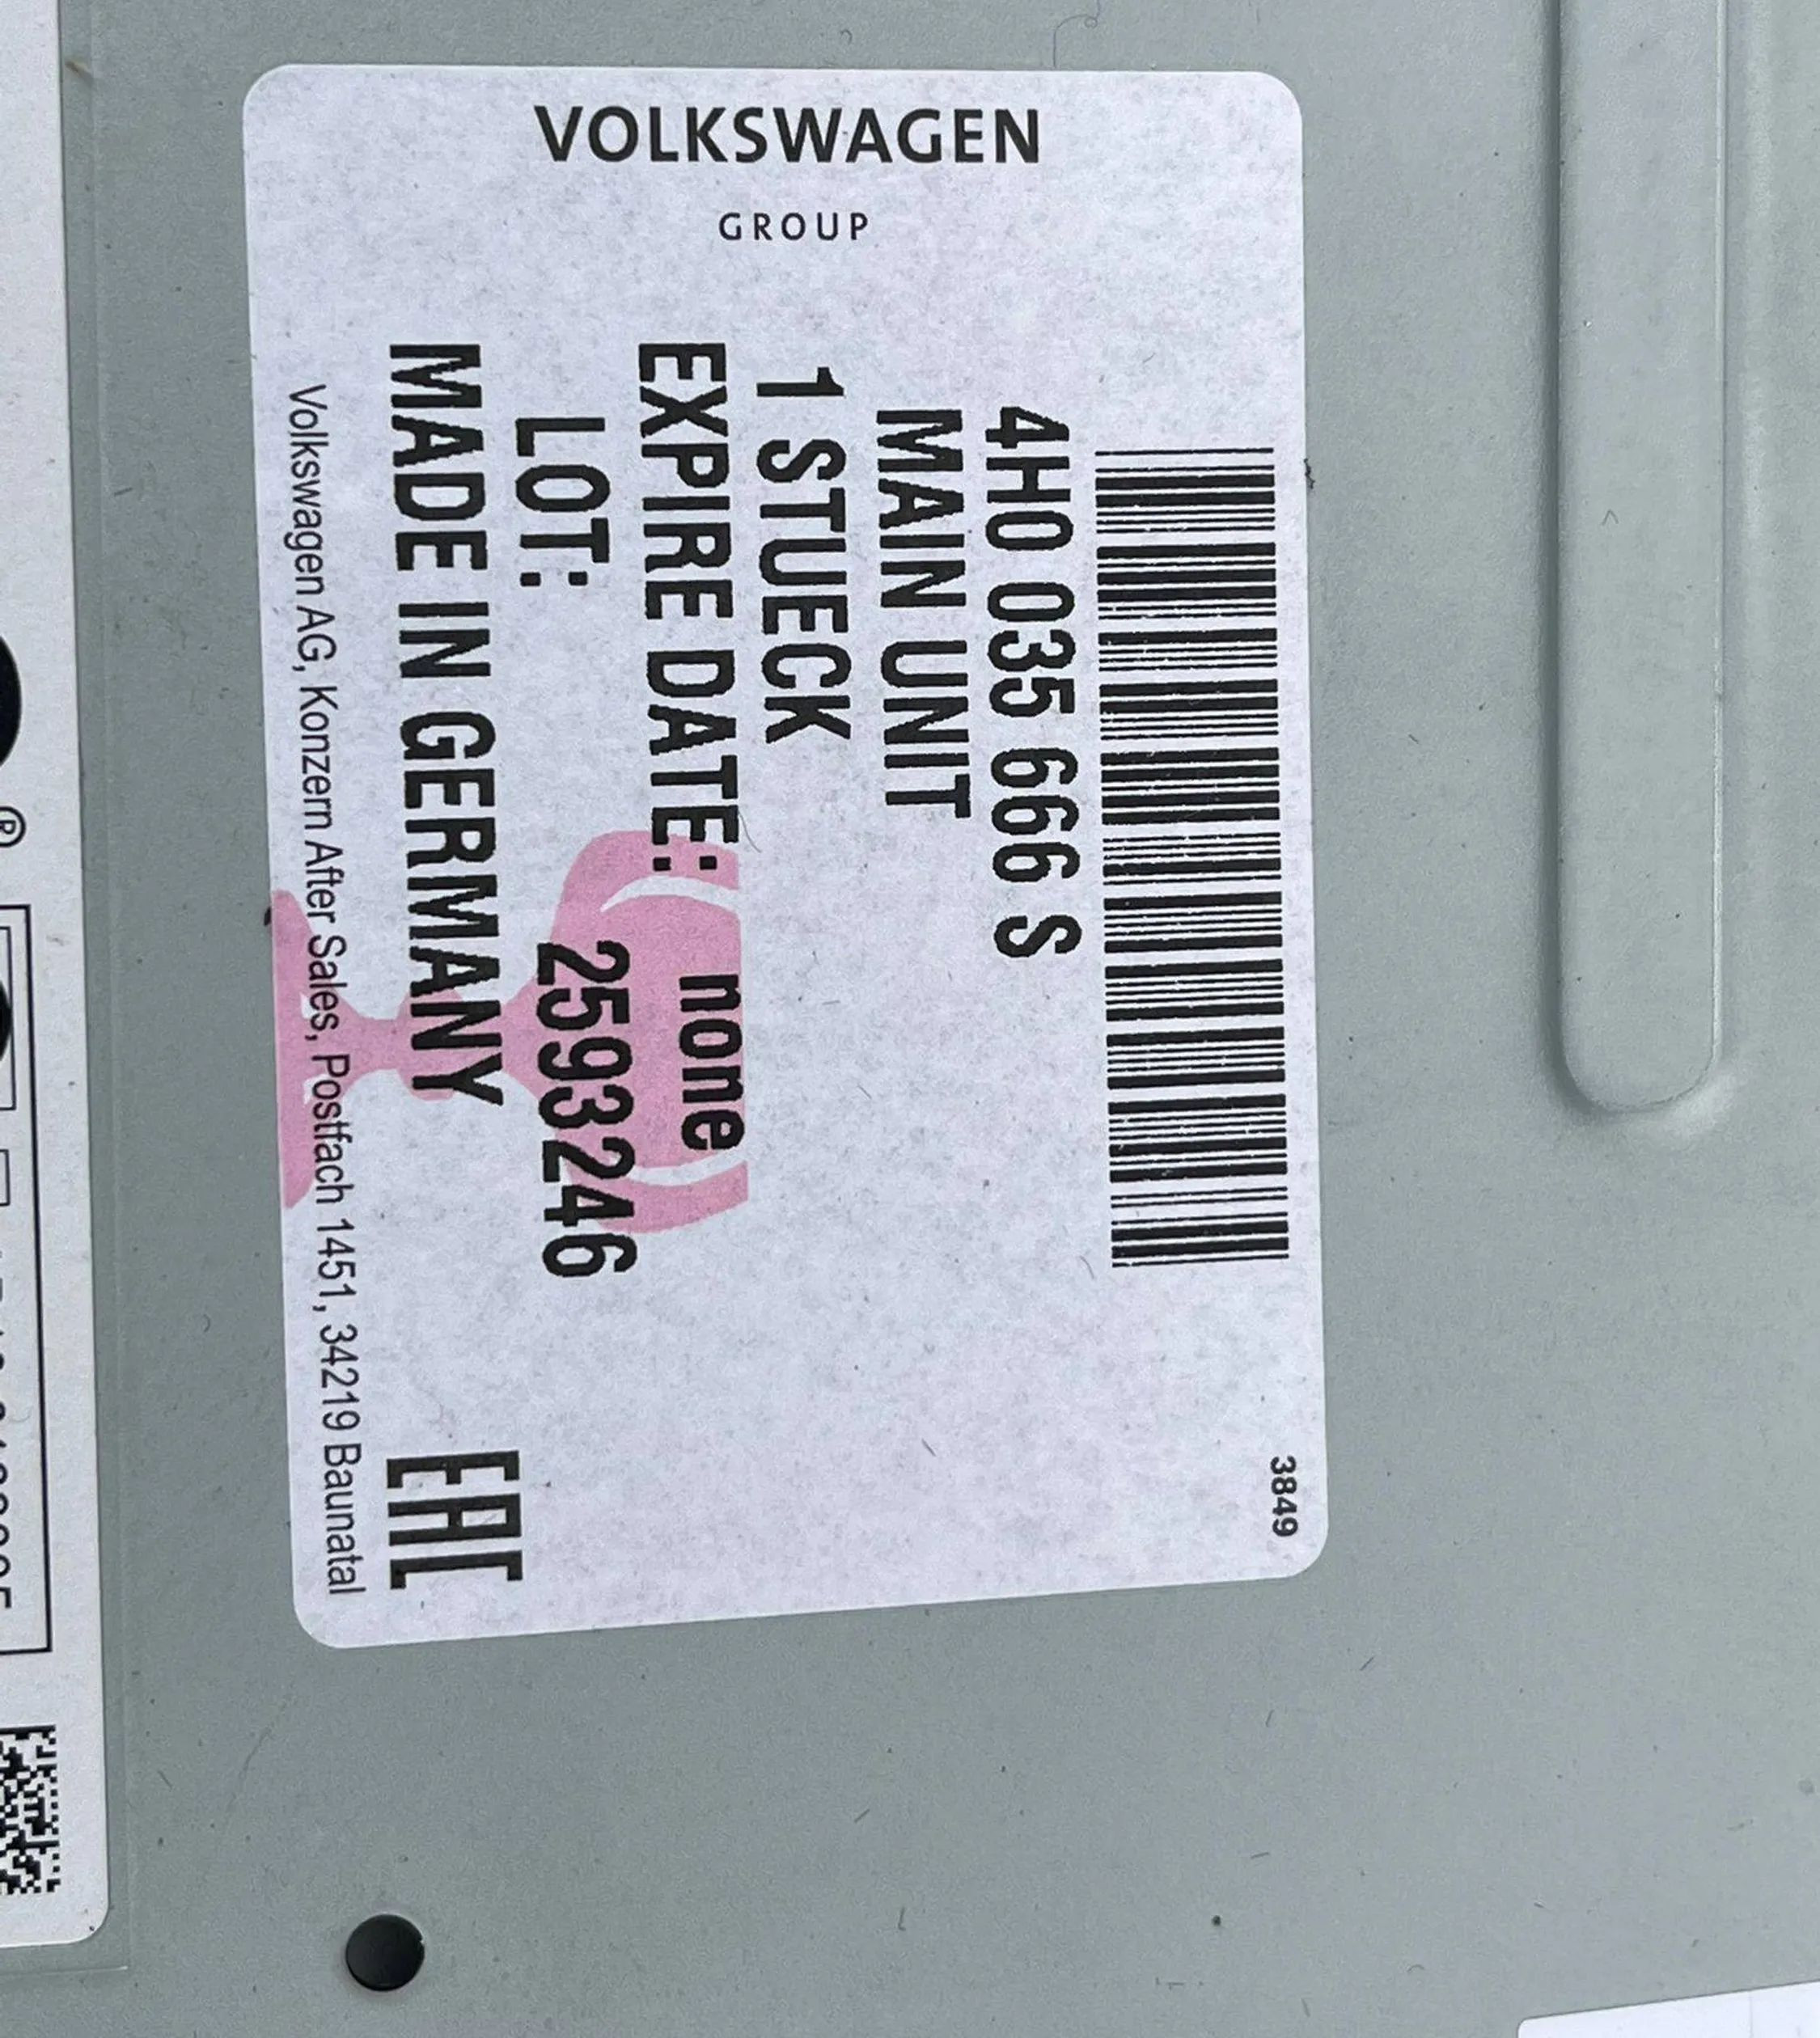 VOLKSWAGEN
GROUP
3849
4H0 035 666 S
MAIN UNIT
1 STUECK
EXPIRE DATE: none
LOT: 2593246
MADE IN GERMANY
EAC
Volkswagen AG, Konzern After Sales, Postfach 1451, 34219 Baunatal
®